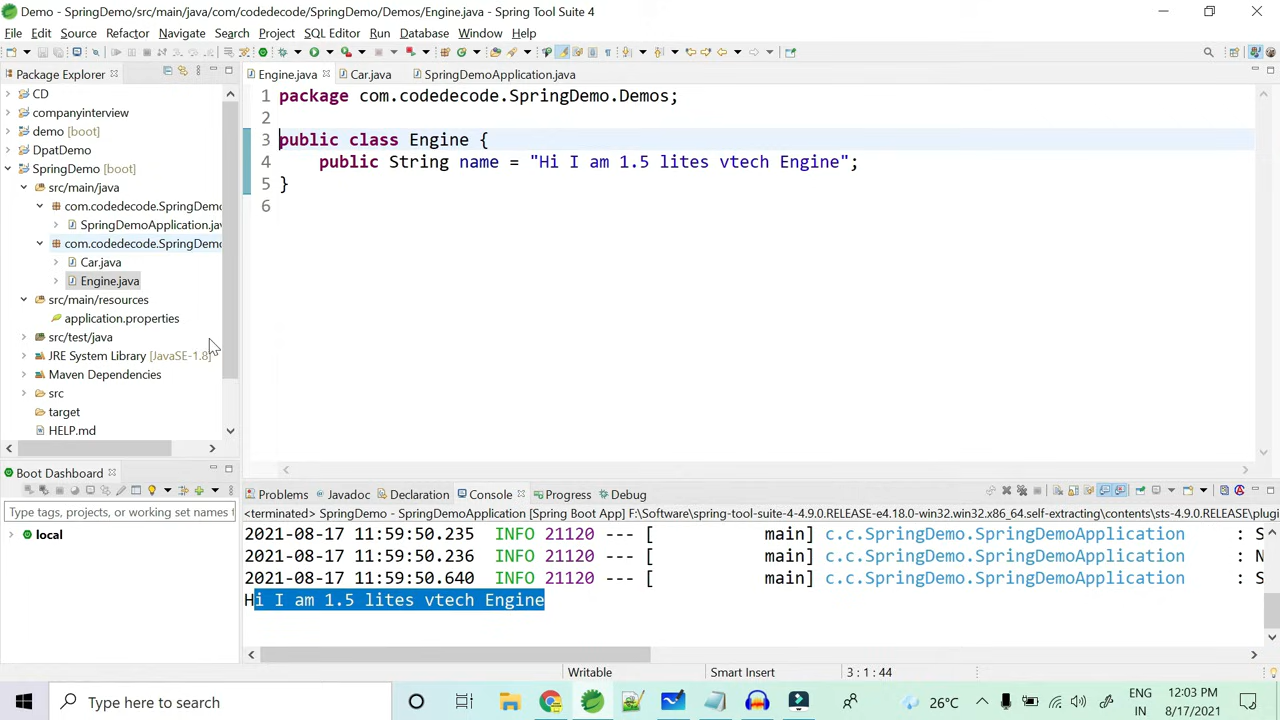 Demo - SpringDemo/src/main/java/com/codedecode/SpringDemo/Demos/Engine.java - Spring Tool Suite 4
File Edit Source Refactor Navigate Search Project SQL Editor Run Database Window Help
Package Explorer
Engine.java Car.java SpringDemoApplication.java
CD
companyinterview
demo [boot]
DpatDemo
SpringDemo [boot]
src/main/java
com.codedecode.SpringDemo
SpringDemoApplication.jav
com.codedecode.SpringDemo
Car.java
Engine.java
src/main/resources
application.properties
src/test/java
JRE System Library [JavaSE-1.8]
Maven Dependencies
src
target
HELP.md
1 package com.codedecode.SpringDemo.Demos;
2
3 public class Engine {
4 public String name = "Hi I am 1.5 lites vtech Engine";
5 }
6
Boot Dashboard
Type tags, projects, or working set names t
local
Problems Javadoc Declaration Console Progress Debug
<terminated> SpringDemo - SpringDemoApplication [Spring Boot App] F:\Software\spring-tool-suite-4-4.9.0.RELEASE-e4.18.0-win32.win32.x86_64.self-extracting\contents\sts-4.9.0.RELEASE\plugi
2021-08-17 11:59:50.235 INFO 21120 --- [ main] c.c.SpringDemo.SpringDemoApplication : S
2021-08-17 11:59:50.236 INFO 21120 --- [ main] c.c.SpringDemo.SpringDemoApplication : N
2021-08-17 11:59:50.640 INFO 21120 --- [ main] c.c.SpringDemo.SpringDemoApplication : S
Hi I am 1.5 lites vtech Engine
Writable Smart Insert 3 : 1 : 44
Type here to search
26°C
ENG
IN
12:03 PM
8/17/2021